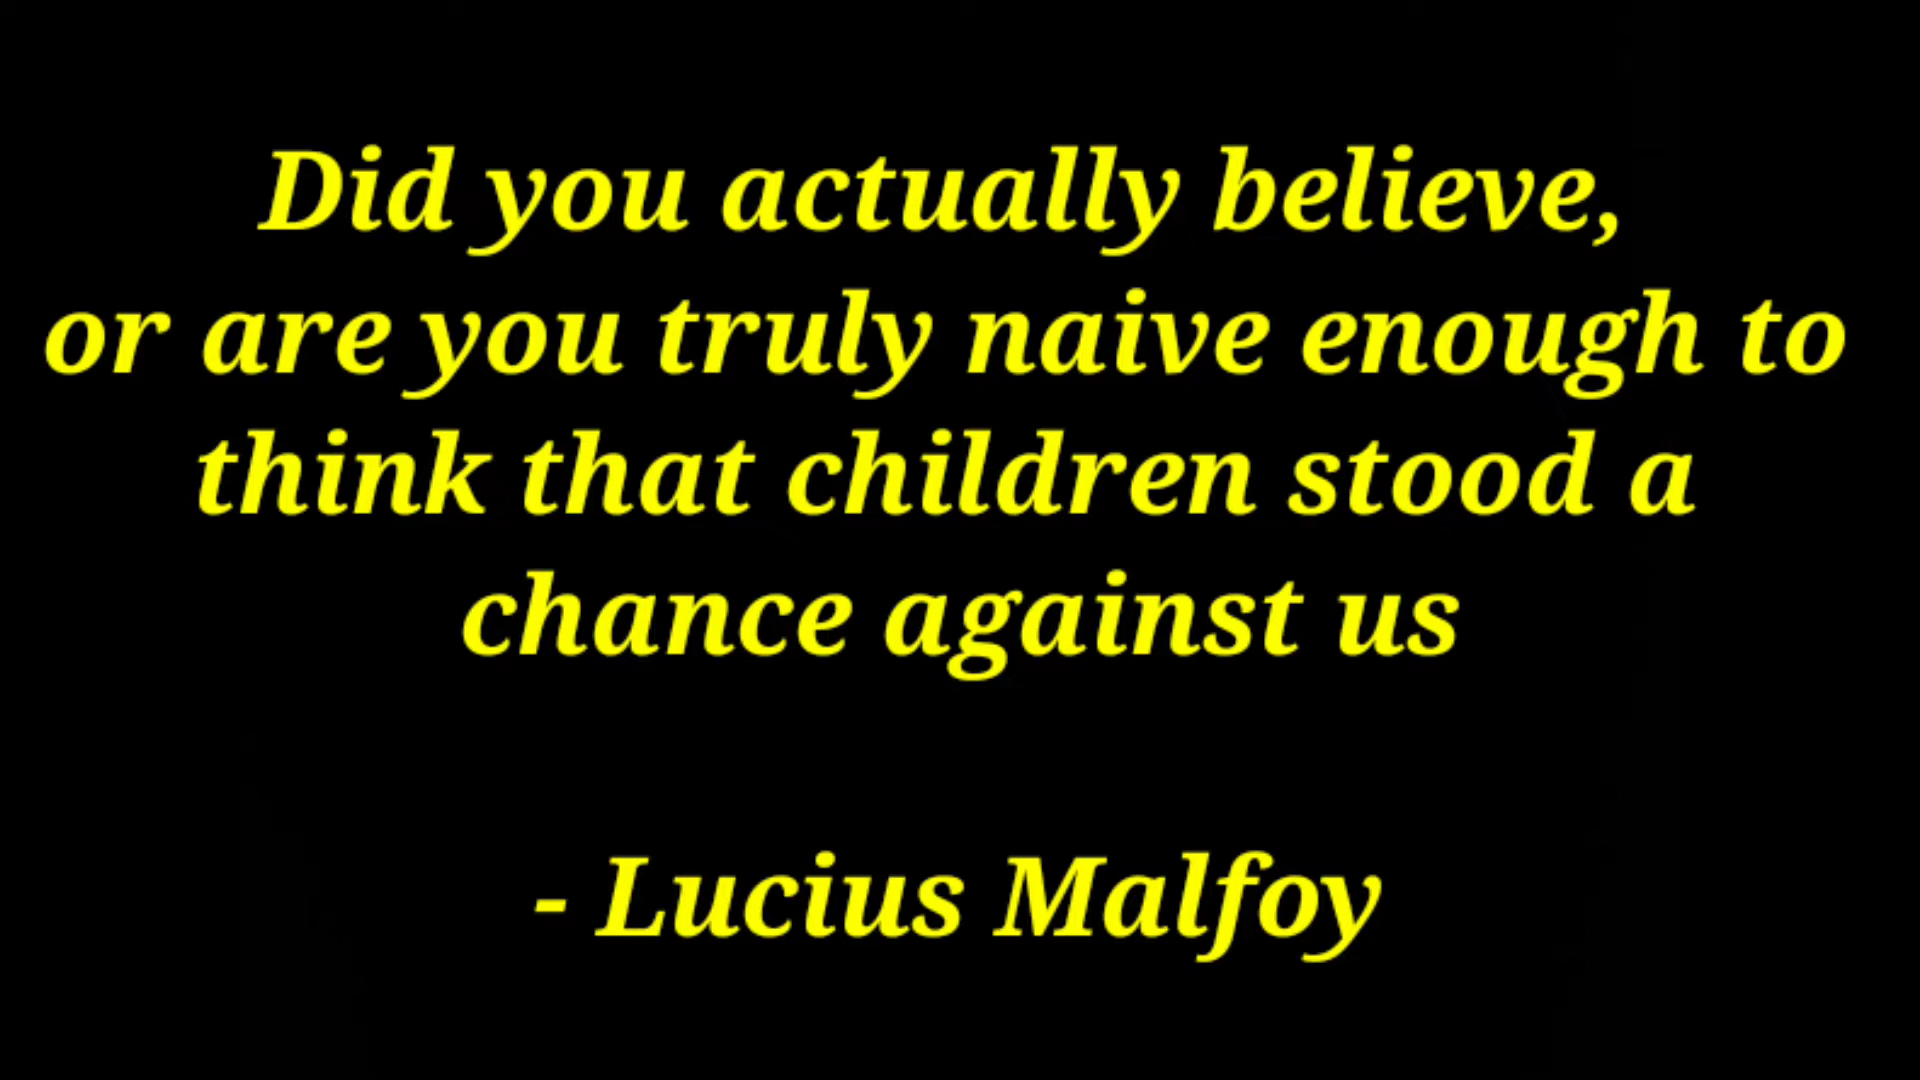 Did you actually believe,
or are you truly naive enough to
think that children stood a
chance against us
- Lucius Malfoy